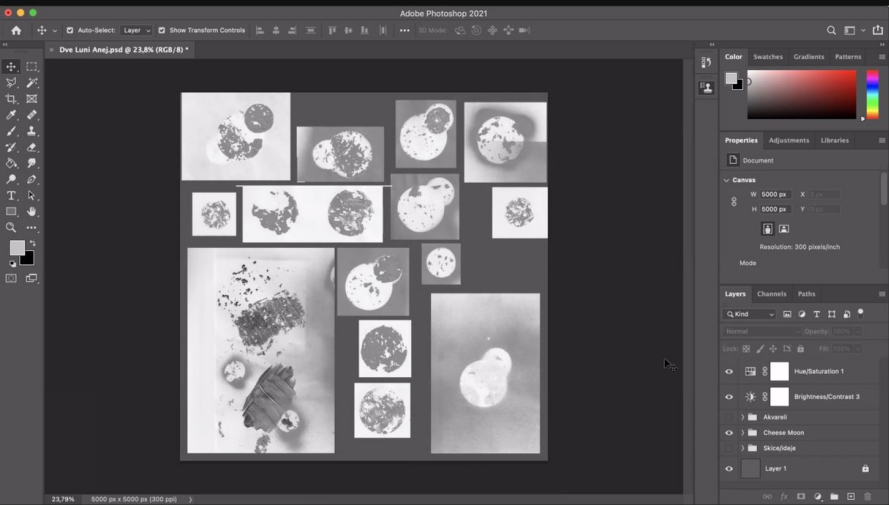 Adobe Photoshop 2021
Auto-Select: Layer Show Transform Controls 3D Mode:
× Dve Luni Anej.psd @ 23,8% (RGB/8) *
Color Swatches Gradients Patterns
Properties Adjustments Libraries
Document
Canvas
W 5000 px X
H 5000 px Y
Resolution: 300 pixels/inch
Mode
Layers Channels Paths
Kind
Normal Opacity: 100%
Lock: Fill: 100%
Hue/Saturation 1
Brightness/Contrast 3
Akvareli
Cheese Moon
Skice/ideje
Layer 1
23,79% 5000 px x 5000 px (300 ppi)